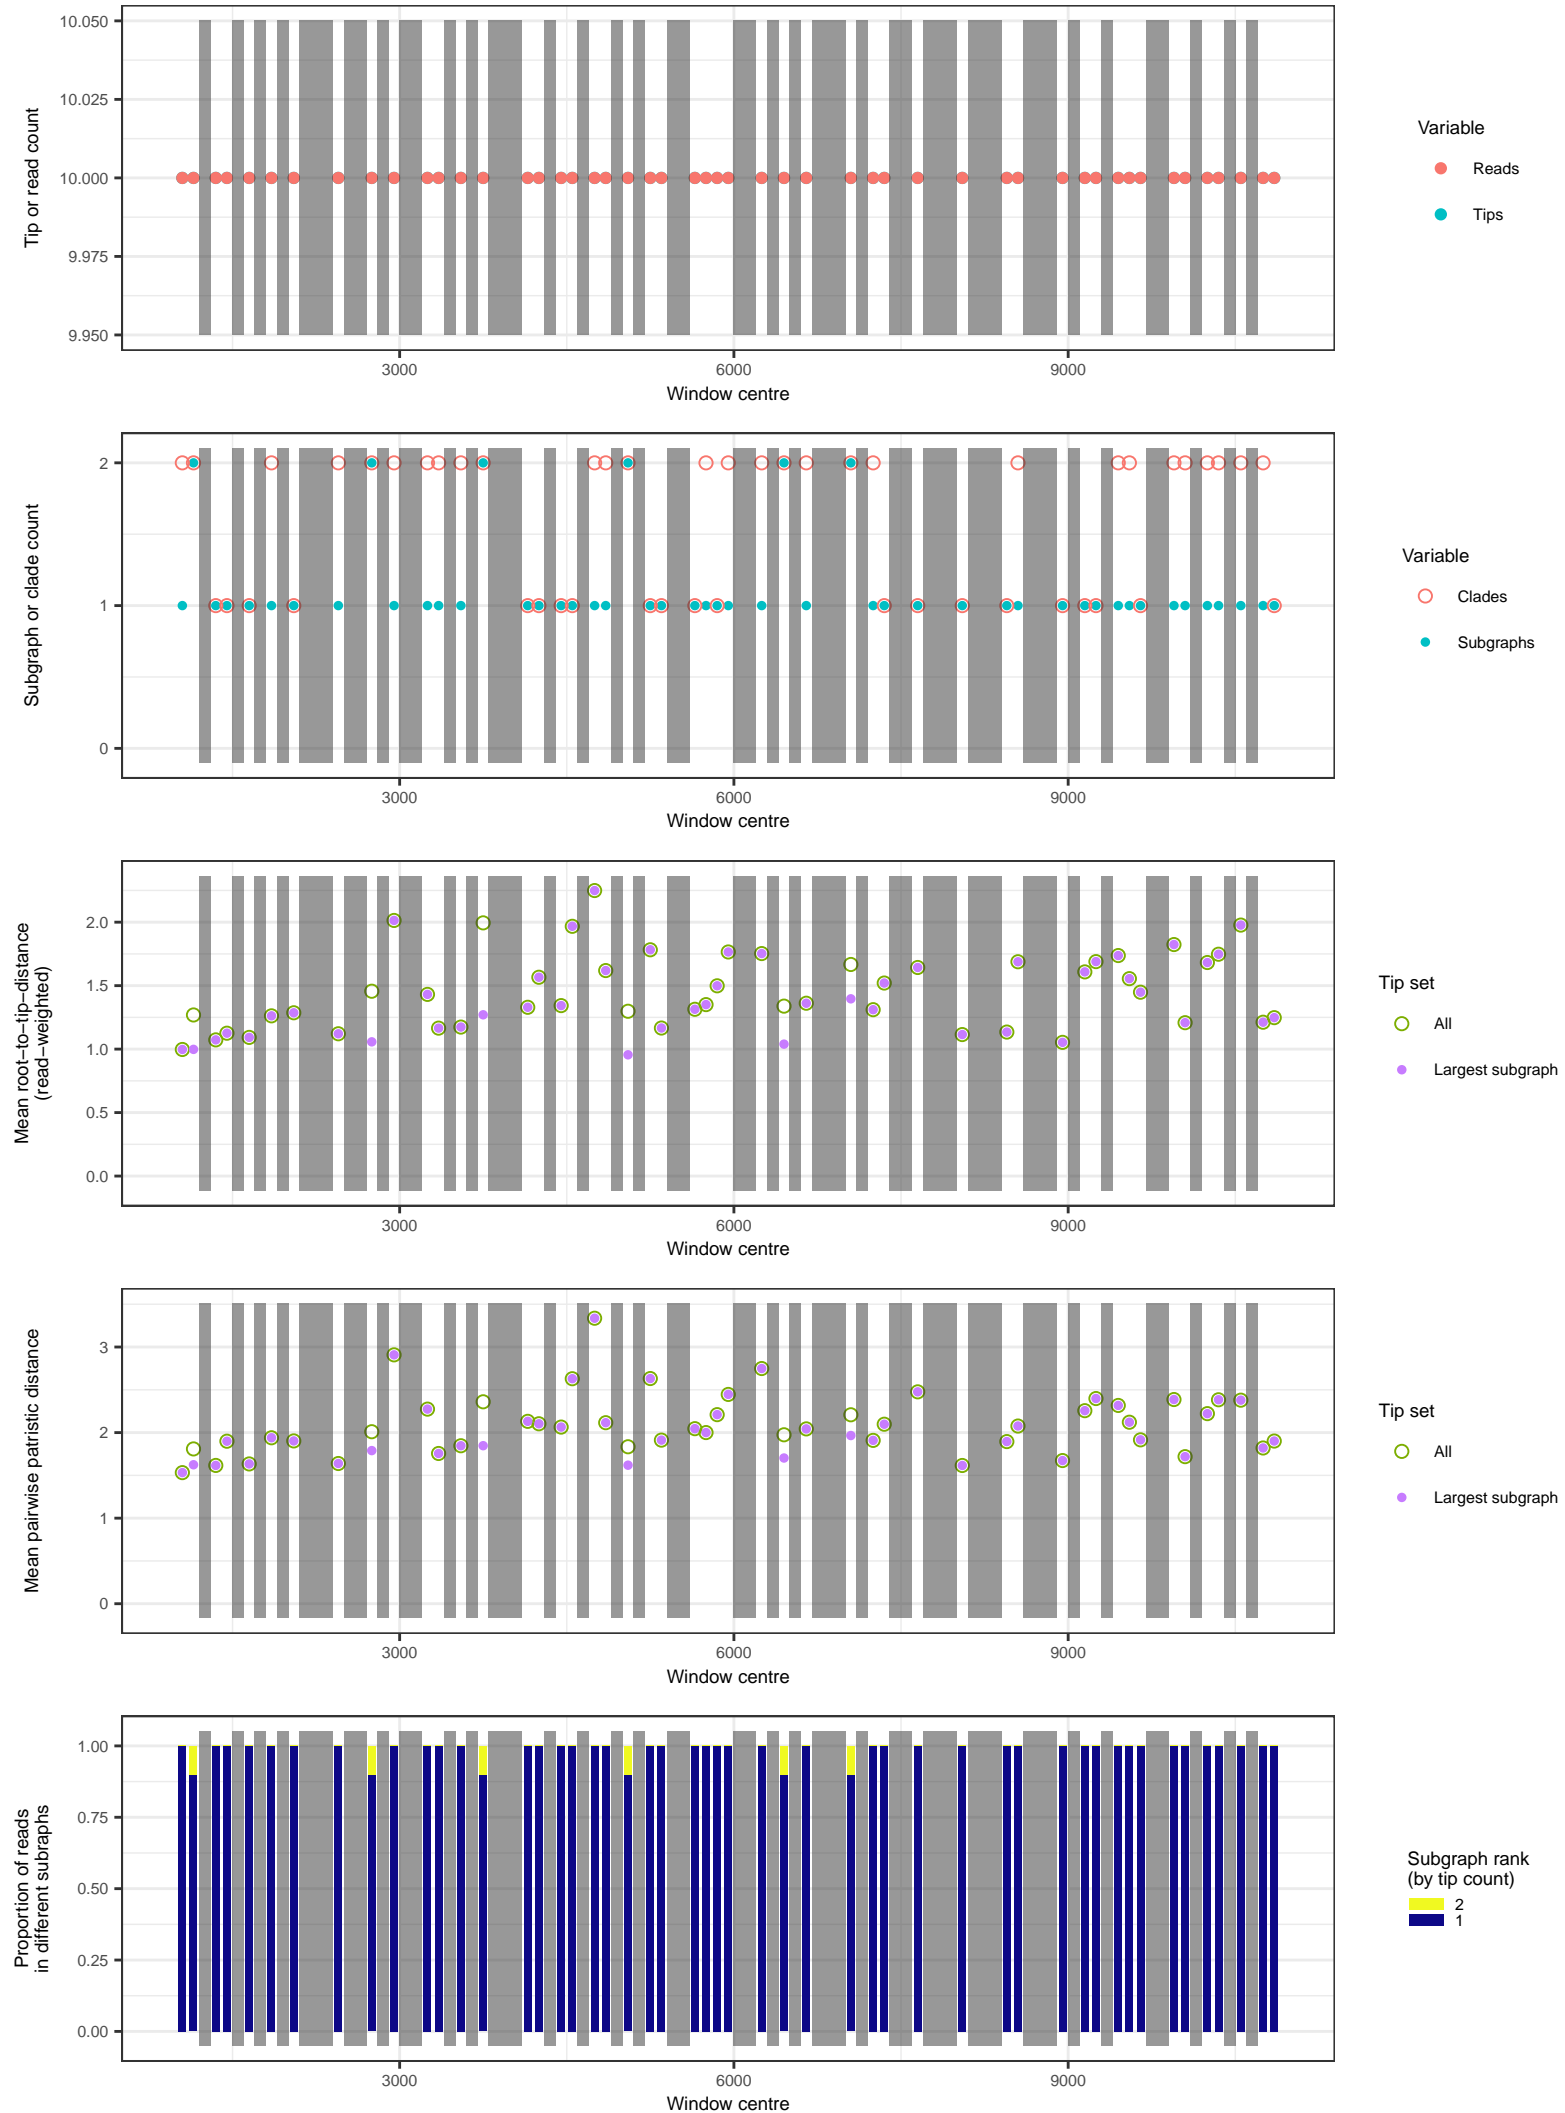 10.050
10.025
10.000
9.975
9.950
Tip or read count
3000
6000
9000
Window centre
Variable
Reads
Tips
2
1
0
Subgraph or clade count
3000
6000
9000
Window centre
Variable
Clades
Subgraphs
2.0
1.5
1.0
0.5
0.0
Mean root−to−tip−distance
(read−weighted)
3000
6000
9000
Window centre
Tip set
All
Largest subgraph
3
2
1
0
Mean pairwise patristic distance
3000
6000
9000
Window centre
Tip set
All
Largest subgraph
1.00
0.75
0.50
0.25
0.00
Proportion of reads
in different subraphs
3000
6000
9000
Window centre
Subgraph rank
(by tip count)
2
1